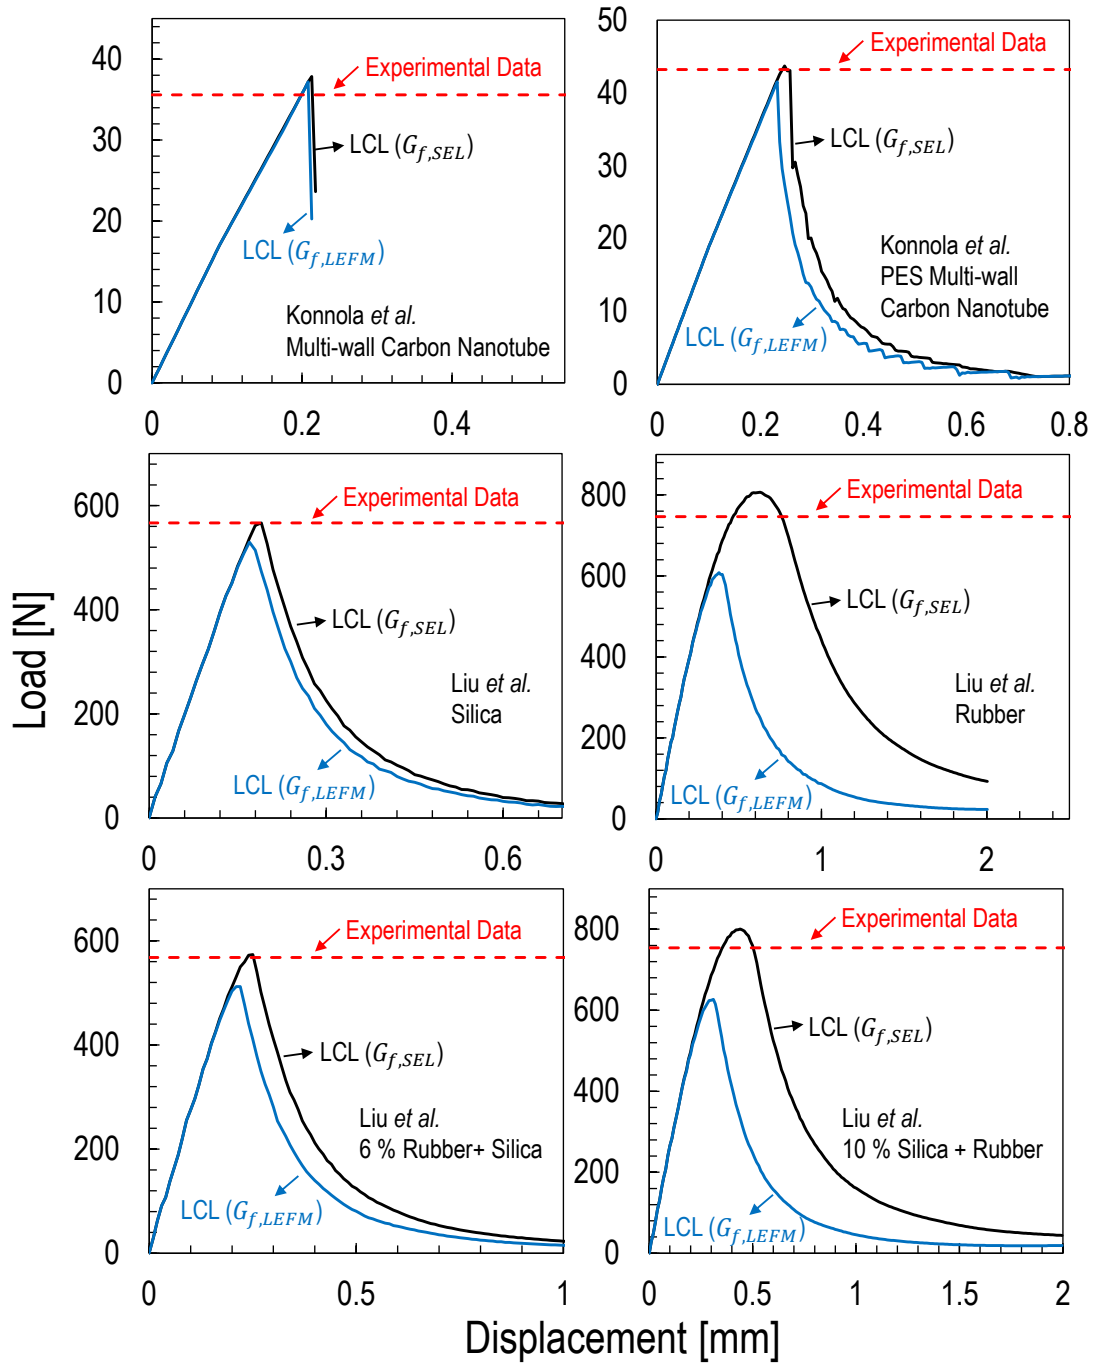 Load [N]
40
30
20
10
0
0
0.2
0.4
Experimental Data
LCL (G_{f,SEL})
LCL (G_{f,LEFM})
Konnola et al.
Multi-wall Carbon Nanotube
50
40
30
20
10
0
0
0.2
0.4
0.6
0.8
Experimental Data
LCL (G_{f,SEL})
LCL (G_{f,LEFM})
Konnola et al.
PES Multi-wall
Carbon Nanotube
600
400
200
0
0
0.3
0.6
Experimental Data
LCL (G_{f,SEL})
LCL (G_{f,LEFM})
Liu et al.
Silica
800
600
400
200
0
0
1
2
Experimental Data
LCL (G_{f,SEL})
LCL (G_{f,LEFM})
Liu et al.
Rubber
600
400
200
0
0
0.5
1
Experimental Data
LCL (G_{f,SEL})
LCL (G_{f,LEFM})
Liu et al.
6 % Rubber+ Silica
800
600
400
200
0
0
0.5
1
1.5
2
Experimental Data
LCL (G_{f,SEL})
LCL (G_{f,LEFM})
Liu et al.
10 % Silica + Rubber
Displacement [mm]